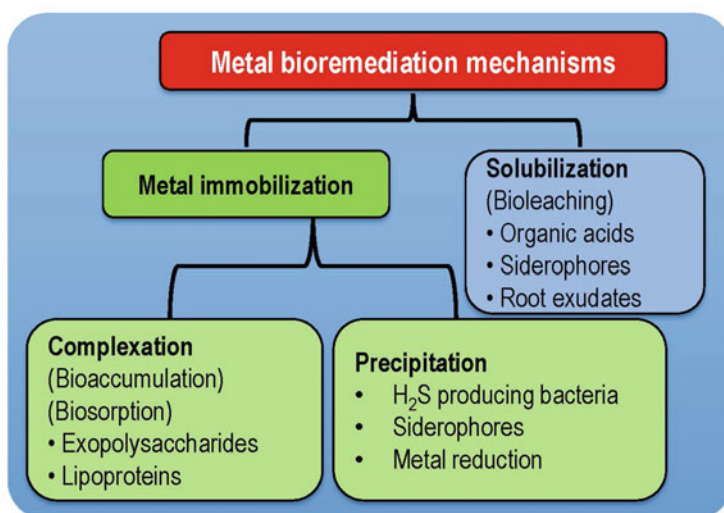 Metal bioremediation mechanisms
Metal immobilization
Solubilization
(Bioleaching)
• Organic acids
• Siderophores
• Root exudates
Complexation
(Bioaccumulation)
(Biosorption)
• Exopolysaccharides
• Lipoproteins
Precipitation
• H₂S producing bacteria
• Siderophores
• Metal reduction